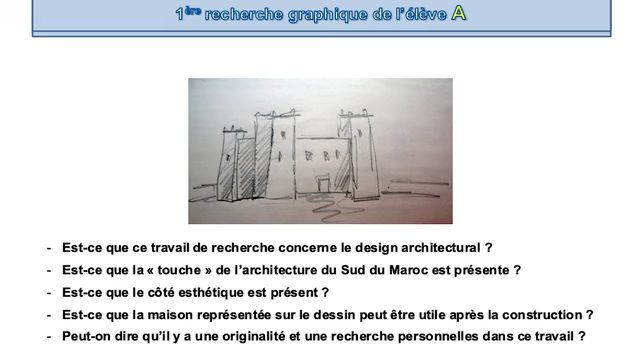 1ère recherche graphique de l'élève A
- Est-ce que ce travail de recherche concerne le design architectural ?
- Est-ce que la « touche » de l'architecture du Sud du Maroc est présente ?
- Est-ce que le côté esthétique est présent ?
- Est-ce que la maison représentée sur le dessin peut être utile après la construction ?
- Peut-on dire qu'il y a une originalité et une recherche personnelles dans ce travail ?